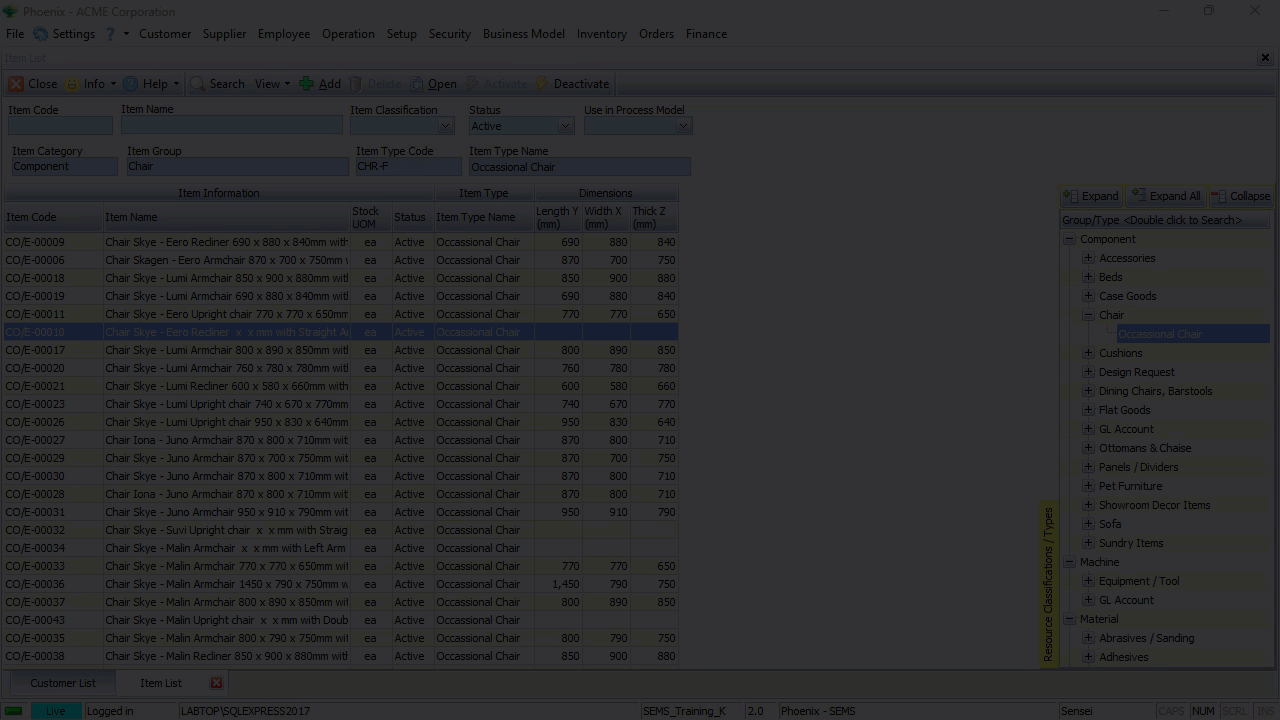 Phoenix - ACME Corporation
File Settings ? Customer Supplier Employee Operation Setup Security Business Model Inventory Orders Finance
Item List
Close Info Help Search View Add Delete Open Activate Deactivate
Item Code Item Name Item Classification Status Use in Process Model
Active
Item Category Item Group Item Type Code Item Type Name
Component Chair CHR-F Occassional Chair
Item Information Item Type Dimensions
Item Code Item Name Stock UOM Status Item Type Name Length Y (mm) Width X (mm) Thick Z (mm)
CO/E-00009 Chair Skye - Eero Recliner 690 x 880 x 840mm with ea Active Occassional Chair 690 880 840
CO/E-00006 Chair Skagen - Eero Armchair 870 x 700 x 750mm ea Active Occassional Chair 870 700 750
CO/E-00018 Chair Skye - Lumi Armchair 850 x 900 x 880mm with ea Active Occassional Chair 850 900 880
CO/E-00019 Chair Skye - Lumi Armchair 690 x 880 x 840mm with ea Active Occassional Chair 690 880 840
CO/E-00011 Chair Skye - Eero Upright chair 770 x 770 x 650mm ea Active Occassional Chair 770 770 650
CO/E-00010 Chair Skye - Eero Recliner x x mm with Straight Ar ea Active Occassional Chair
CO/E-00017 Chair Skye - Lumi Armchair 800 x 890 x 850mm with ea Active Occassional Chair 800 890 850
CO/E-00020 Chair Skye - Lumi Armchair 760 x 780 x 780mm with ea Active Occassional Chair 760 780 780
CO/E-00021 Chair Skye - Lumi Recliner 600 x 580 x 660mm with ea Active Occassional Chair 600 580 660
CO/E-00023 Chair Skye - Lumi Upright chair 740 x 670 x 770mm ea Active Occassional Chair 740 670 770
CO/E-00026 Chair Skye - Lumi Upright chair 950 x 830 x 640mm ea Active Occassional Chair 950 830 640
CO/E-00027 Chair Iona - Juno Armchair 870 x 800 x 710mm wit ea Active Occassional Chair 870 800 710
CO/E-00029 Chair Skye - Juno Armchair 870 x 700 x 750mm wit ea Active Occassional Chair 870 700 750
CO/E-00030 Chair Skye - Juno Armchair 870 x 800 x 710mm wit ea Active Occassional Chair 870 800 710
CO/E-00028 Chair Iona - Juno Armchair 870 x 800 x 710mm wit ea Active Occassional Chair 870 800 710
CO/E-00031 Chair Skye - Juno Armchair 950 x 910 x 790mm wit ea Active Occassional Chair 950 910 790
CO/E-00032 Chair Skye - Suvi Upright chair x x mm with Straig ea Active Occassional Chair
CO/E-00034 Chair Skye - Malin Armchair x x mm with Left Arm ea Active Occassional Chair
CO/E-00033 Chair Skye - Malin Armchair 770 x 770 x 650mm wit ea Active Occassional Chair 770 770 650
CO/E-00036 Chair Skye - Malin Armchair 1450 x 790 x 750mm w ea Active Occassional Chair 1,450 790 750
CO/E-00037 Chair Skye - Malin Armchair 800 x 890 x 850mm wit ea Active Occassional Chair 800 890 850
CO/E-00043 Chair Skye - Malin Upright chair x x mm with Doub ea Active Occassional Chair
CO/E-00035 Chair Skye - Malin Armchair 800 x 790 x 750mm wit ea Active Occassional Chair 800 790 750
CO/E-00038 Chair Skye - Malin Recliner 850 x 900 x 880mm with ea Active Occassional Chair 850 900 880
Resource Classifications / Types
Expand Expand All Collapse
Group/Type <Double click to Search>
Component
Accessories
Beds
Case Goods
Chair
Occassional Chair
Cushions
Design Request
Dining Chairs, Barstools
Flat Goods
GL Account
Ottomans & Chaise
Panels / Dividers
Pet Furniture
Showroom Decor Items
Sofa
Sundry Items
Machine
Equipment / Tool
GL Account
Material
Abrasives / Sanding
Adhesives
Customer List Item List
Live Logged in LABTOP\SQLEXPRESS2017 SEMS_Training_K 2.0 Phoenix - SEMS Sensei CAPS NUM SCRL INS